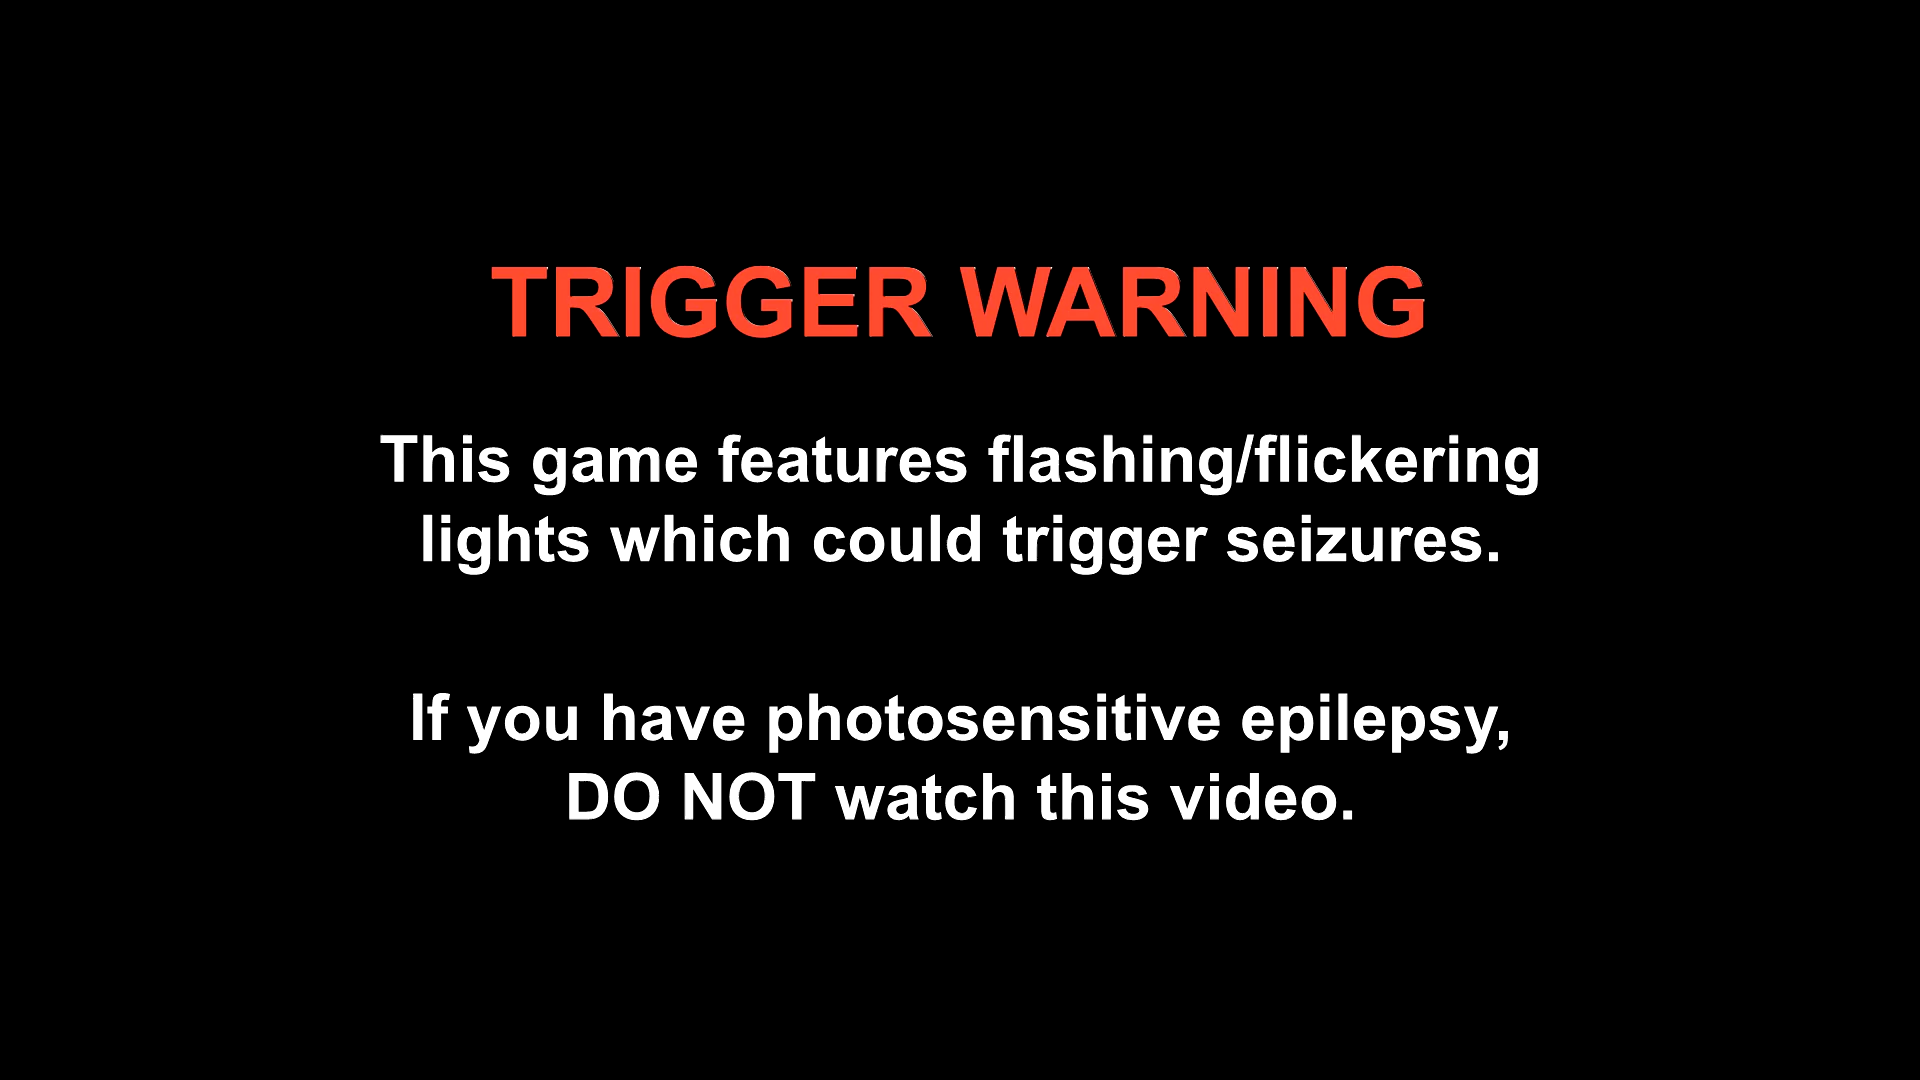 TRIGGER WARNING
This game features flashing/flickering
lights which could trigger seizures.
If you have photosensitive epilepsy,
DO NOT watch this video.